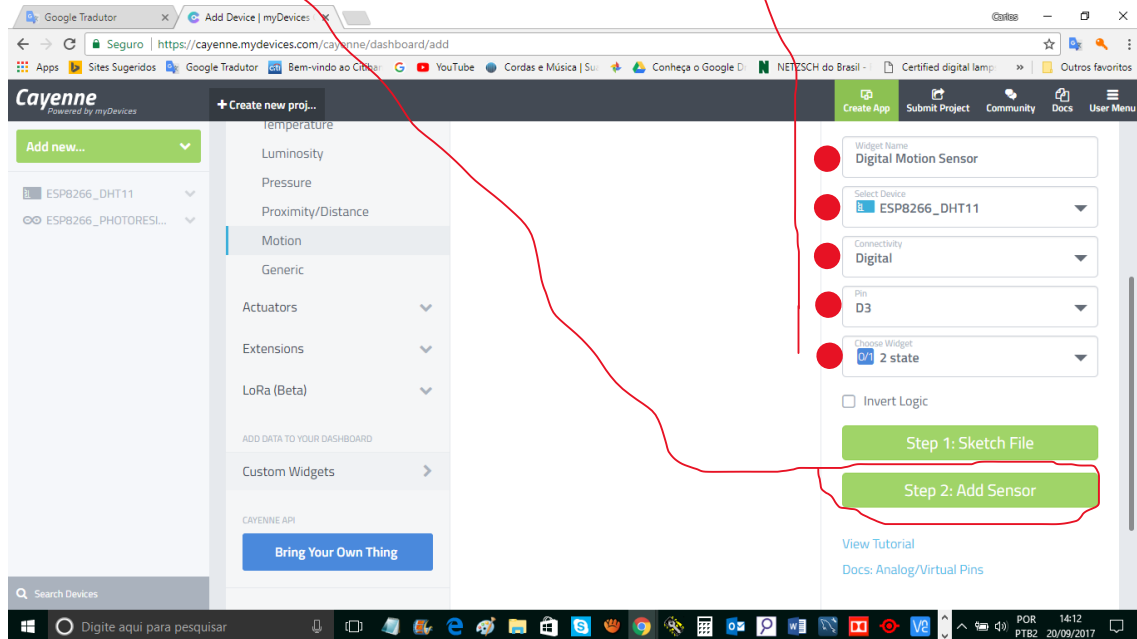 Google Tradutor
Add Device | myDevices
Carlos
Seguro | https://cayenne.mydevices.com/cayenne/dashboard/add
Apps Sites Sugeridos Google Tradutor citi Bem-vindo ao Citiban G YouTube Cordas e Música | Su Conheça o Google D N NETZSCH do Brasil - Certified digital lamp » Outros favoritos
Cayenne
Powered by myDevices
+ Create new proj...
Create App
Submit Project
Community
Docs
User Menu
Add new...
ESP8266_DHT11
ESP8266_PHOTORESI...
Search Devices
Temperature
Luminosity
Pressure
Proximity/Distance
Motion
Generic
Actuators
Extensions
LoRa (Beta)
ADD DATA TO YOUR DASHBOARD
Custom Widgets
CAYENNE API
Bring Your Own Thing
Widget Name
Digital Motion Sensor
Select Device
ESP8266_DHT11
Connectivity
Digital
Pin
D3
Choose Widget
0/1 2 state
Invert Logic
Step 1: Sketch File
Step 2: Add Sensor
View Tutorial
Docs: Analog/Virtual Pins
Digite aqui para pesquisar
POR
PTB2
14:12
20/09/2017